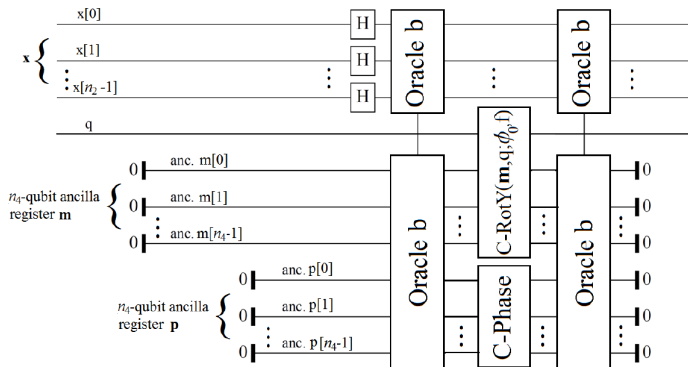 x[0]
x[1]
x
x[n2 -1]
H
H
H
Oracle b
Oracle b
q
C-RotY(m,q;ϕ0,f)
0 anc. m[0] 0
n4-qubit ancilla
register m
0 anc. m[1] 0
0 anc. m[n4-1] 0
Oracle b
Oracle b
0 anc. p[0] 0
n4-qubit ancilla
register p
0 anc. p[1] 0
0 anc. p[n4-1] 0
C-Phase